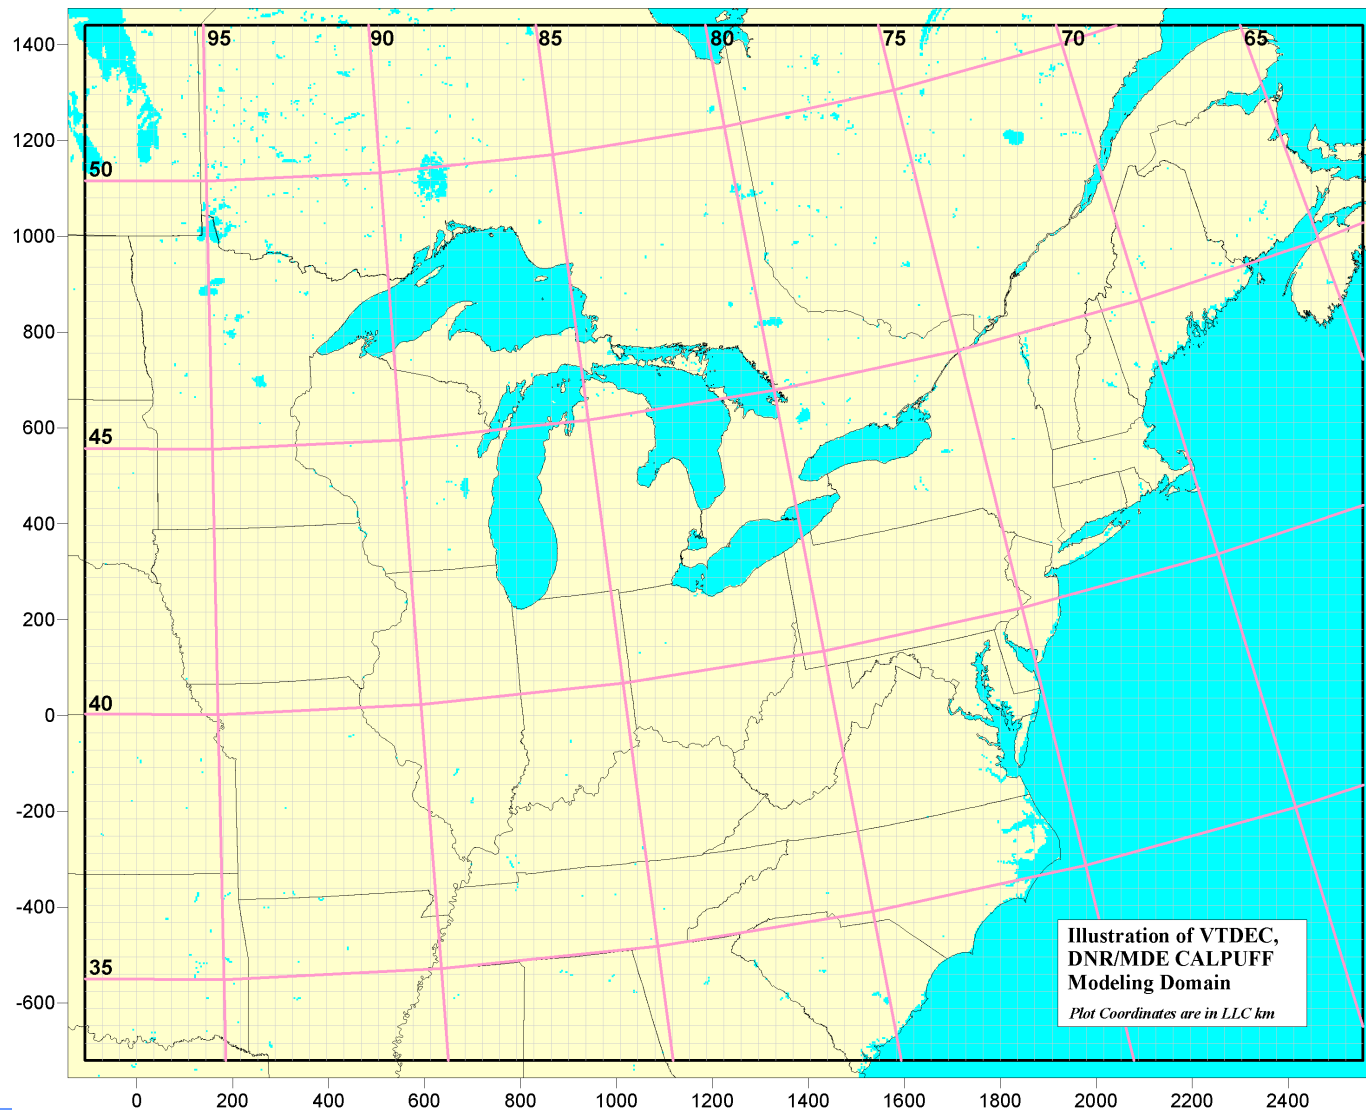 95 90 85 80 75 70 65
1400
1200
50
1000
800
600
45
400
200
40
0
-200
-400
35
-600
Illustration of VTDEC,
DNR/MDE CALPUFF
Modeling Domain
Plot Coordinates are in LLC km
0 200 400 600 800 1000 1200 1400 1600 1800 2000 2200 2400